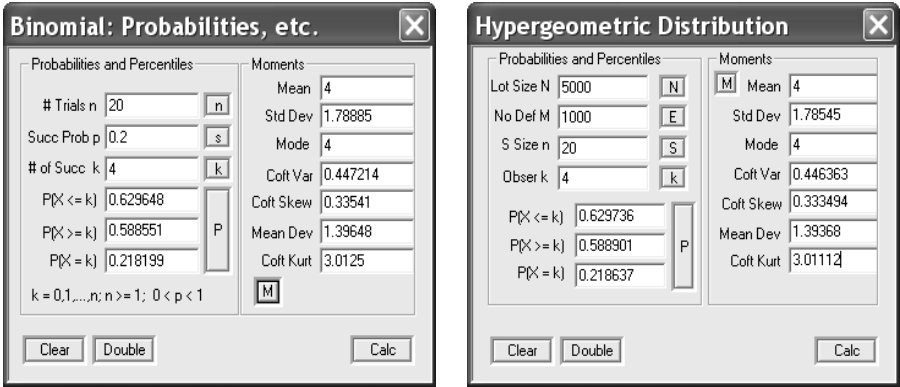 Binomial: Probabilities, etc.
Probabilities and Percentiles
# Trials n 20 n
Succ Prob p 0.2 s
# of Succ k 4 k
P(X <= k) 0.629648
P(X >= k) 0.588551 P
P(X = k) 0.218199
k = 0,1,...,n; n >= 1; 0 < p < 1
Moments
Mean 4
Std Dev 1.78885
Mode 4
Coft Var 0.447214
Coft Skew 0.33541
Mean Dev 1.39648
Coft Kurt 3.0125
M
Clear Double Calc
Hypergeometric Distribution
Probabilities and Percentiles
Lot Size N 5000 N
No Def M 1000 E
S Size n 20 S
Obser k 4 k
P(X <= k) 0.629736
P(X >= k) 0.588901 P
P(X = k) 0.218637
Moments
M Mean 4
Std Dev 1.78545
Mode 4
Coft Var 0.446363
Coft Skew 0.333494
Mean Dev 1.39368
Coft Kurt 3.01112
Clear Double Calc